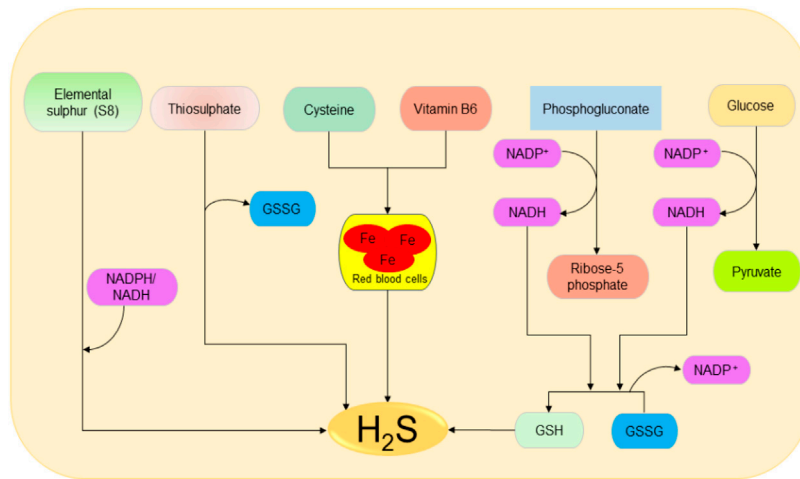 Elemental
sulphur (S8)
Thiosulphate
Cysteine
Vitamin B6
Phosphogluconate
Glucose
NADP⁺
NADP⁺
GSSG
NADH
NADH
Fe
Fe
Fe
Red blood cells
Ribose-5
phosphate
Pyruvate
NADPH/
NADH
NADP⁺
H₂S
GSH
GSSG